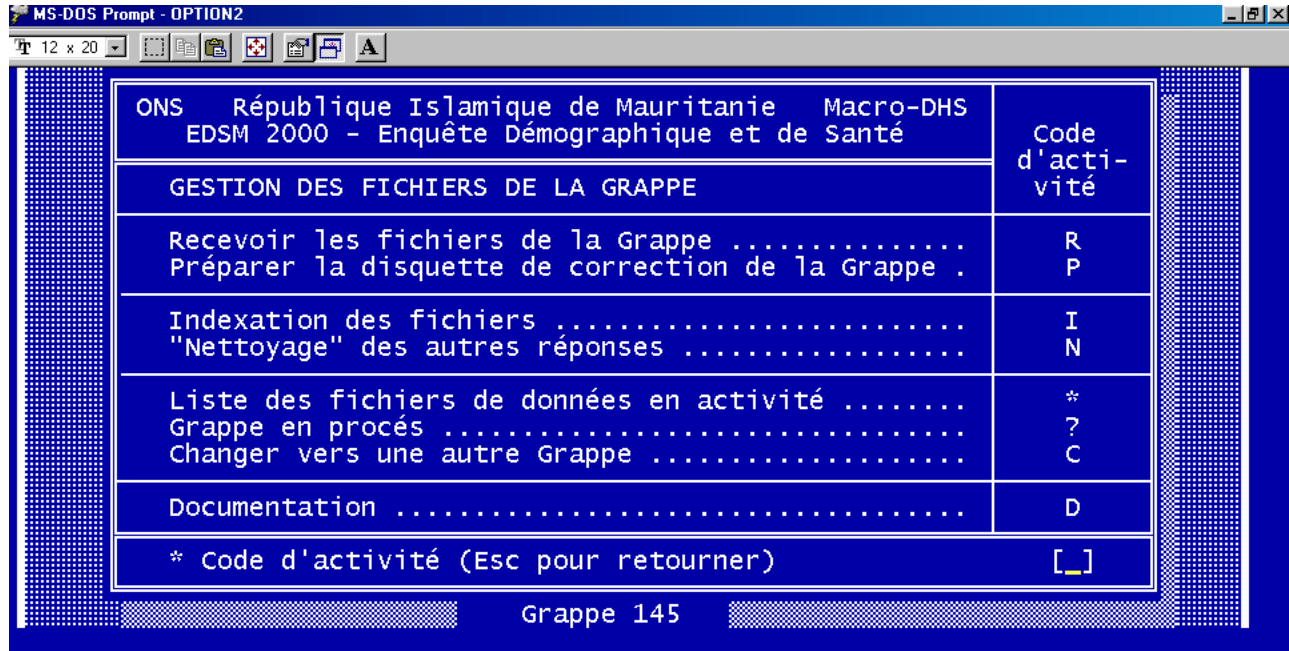 MS-DOS Prompt - OPTION2
Tr 12 x 20 A
ONS République Islamique de Mauritanie Macro-DHS
EDSM 2000 - Enquête Démographique et de Santé
Code
d'acti-
vité
GESTION DES FICHIERS DE LA GRAPPE
Recevoir les fichiers de la Grappe ............... R
Préparer la disquette de correction de la Grappe . P
Indexation des fichiers .......................... I
"Nettoyage" des autres réponses .................. N
Liste des fichiers de données en activité ........ *
Grappe en procés ................................. ?
Changer vers une autre Grappe .................... C
Documentation .................................... D
* Code d'activité (Esc pour retourner) [_]
Grappe 145